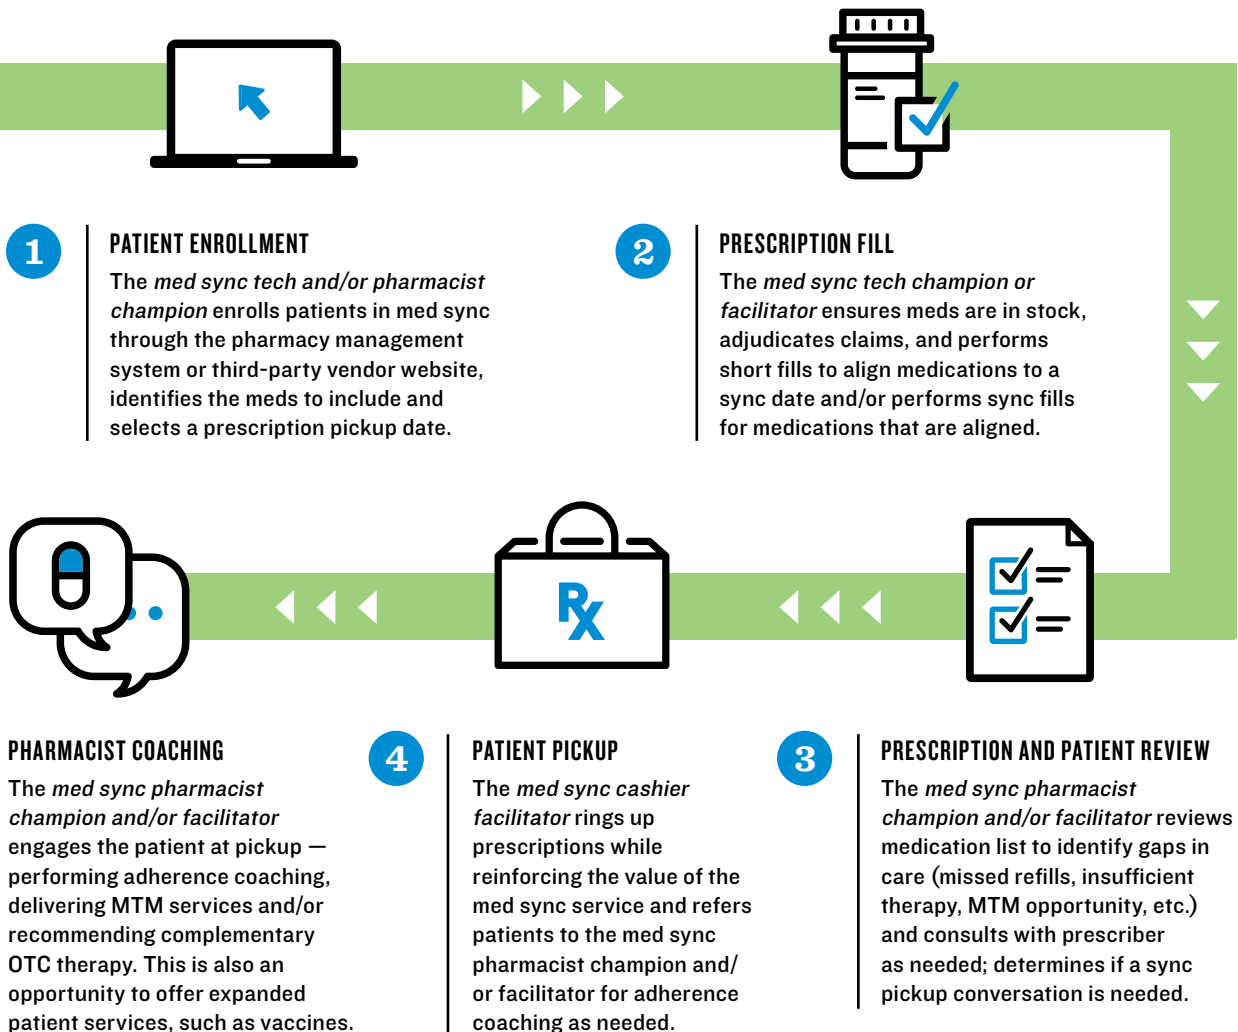 1
PATIENT ENROLLMENT
The med sync tech and/or pharmacist
champion enrolls patients in med sync
through the pharmacy management
system or third-party vendor website,
identifies the meds to include and
selects a prescription pickup date.
2
PRESCRIPTION FILL
The med sync tech champion or
facilitator ensures meds are in stock,
adjudicates claims, and performs
short fills to align medications to a
sync date and/or performs sync fills
for medications that are aligned.
Rx
3
PRESCRIPTION AND PATIENT REVIEW
The med sync pharmacist
champion and/or facilitator reviews
medication list to identify gaps in
care (missed refills, insufficient
therapy, MTM opportunity, etc.)
and consults with prescriber
as needed; determines if a sync
pickup conversation is needed.
4
PATIENT PICKUP
The med sync cashier
facilitator rings up
prescriptions while
reinforcing the value of the
med sync service and refers
patients to the med sync
pharmacist champion and/
or facilitator for adherence
coaching as needed.
PHARMACIST COACHING
The med sync pharmacist
champion and/or facilitator
engages the patient at pickup —
performing adherence coaching,
delivering MTM services and/or
recommending complementary
OTC therapy. This is also an
opportunity to offer expanded
patient services, such as vaccines.